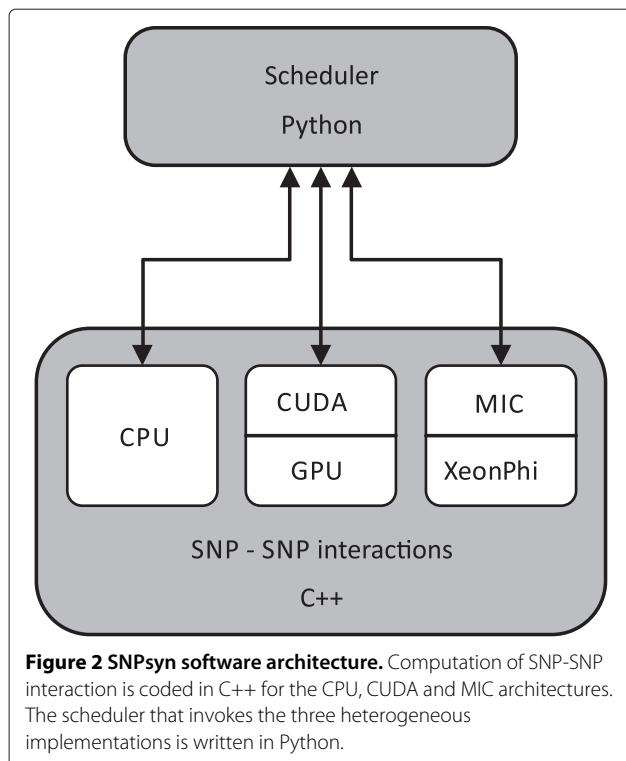 Scheduler
Python
CPU
CUDA
GPU
MIC
XeonPhi
SNP - SNP interactions
C++
Figure 2 SNPsyn software architecture. Computation of SNP-SNP
interaction is coded in C++ for the CPU, CUDA and MIC architectures.
The scheduler that invokes the three heterogeneous
implementations is written in Python.